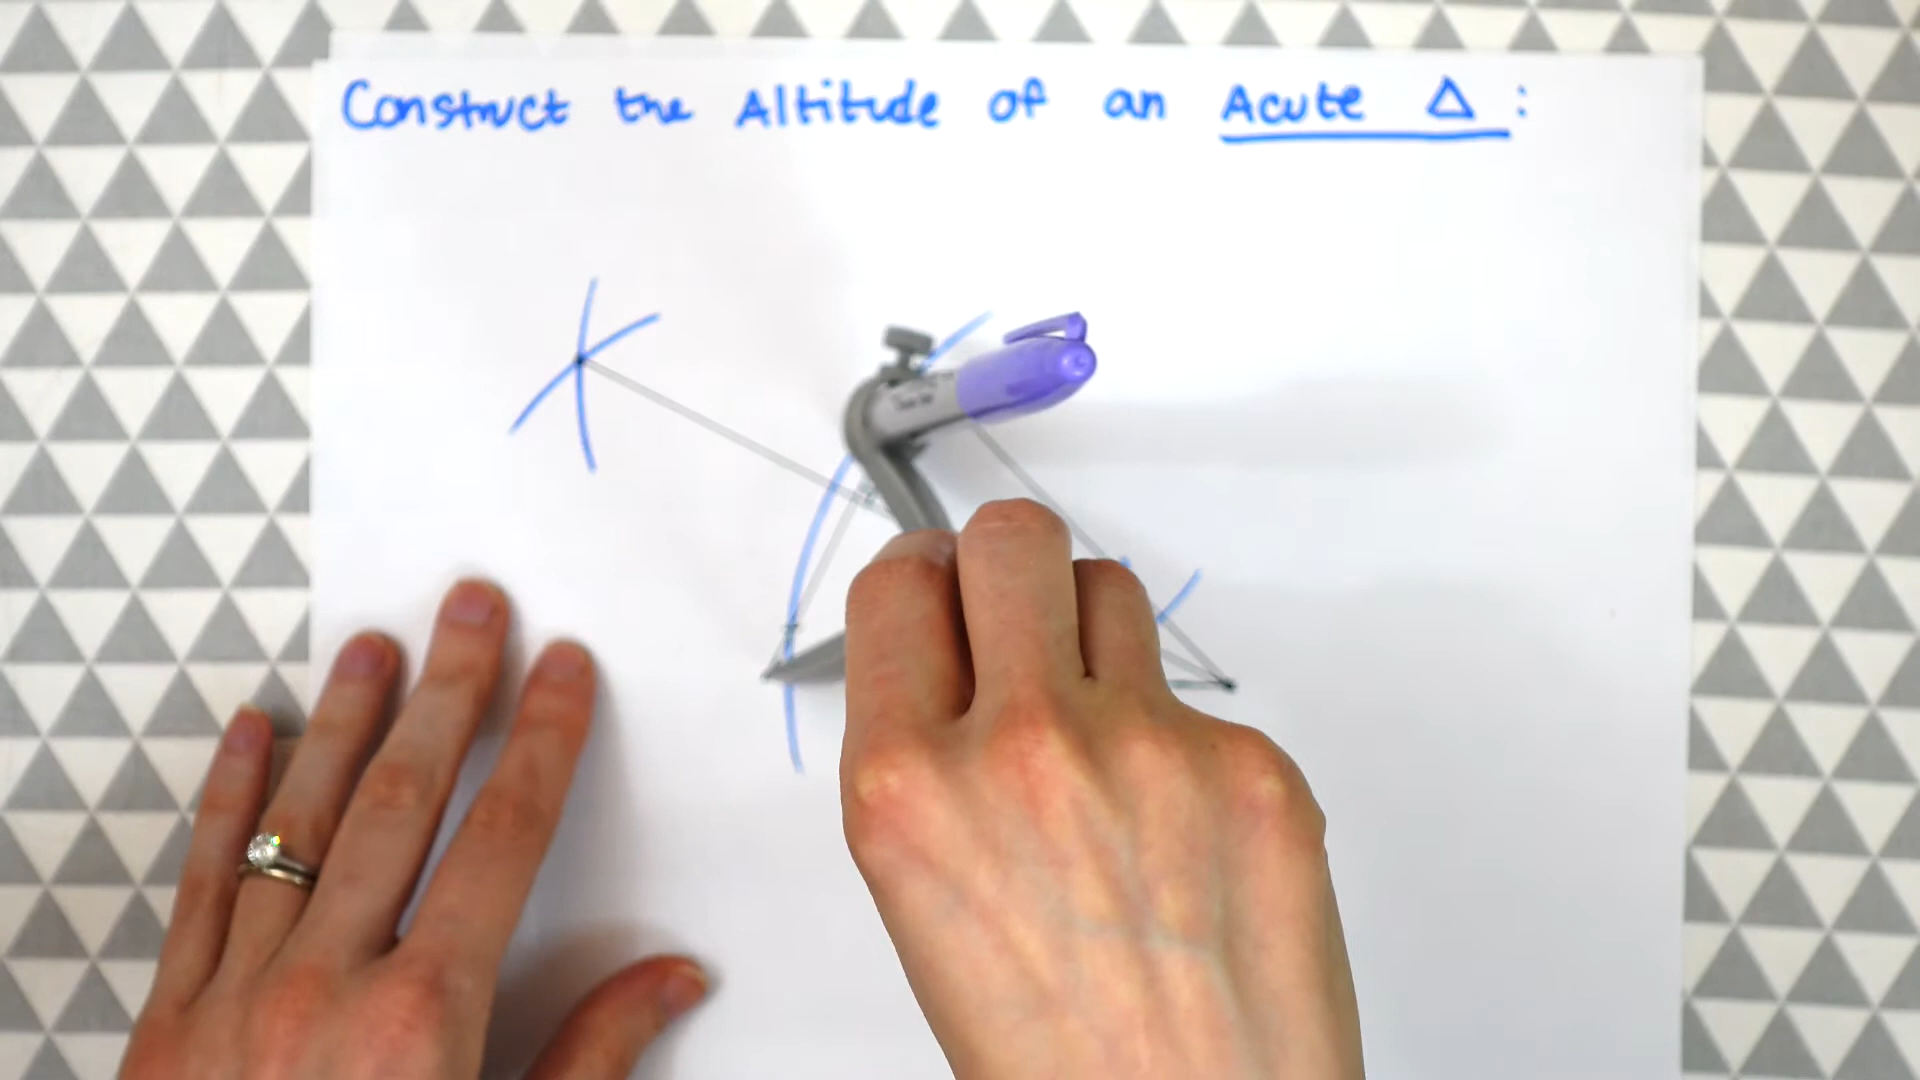 Construct the Altitude of an Acute Δ :